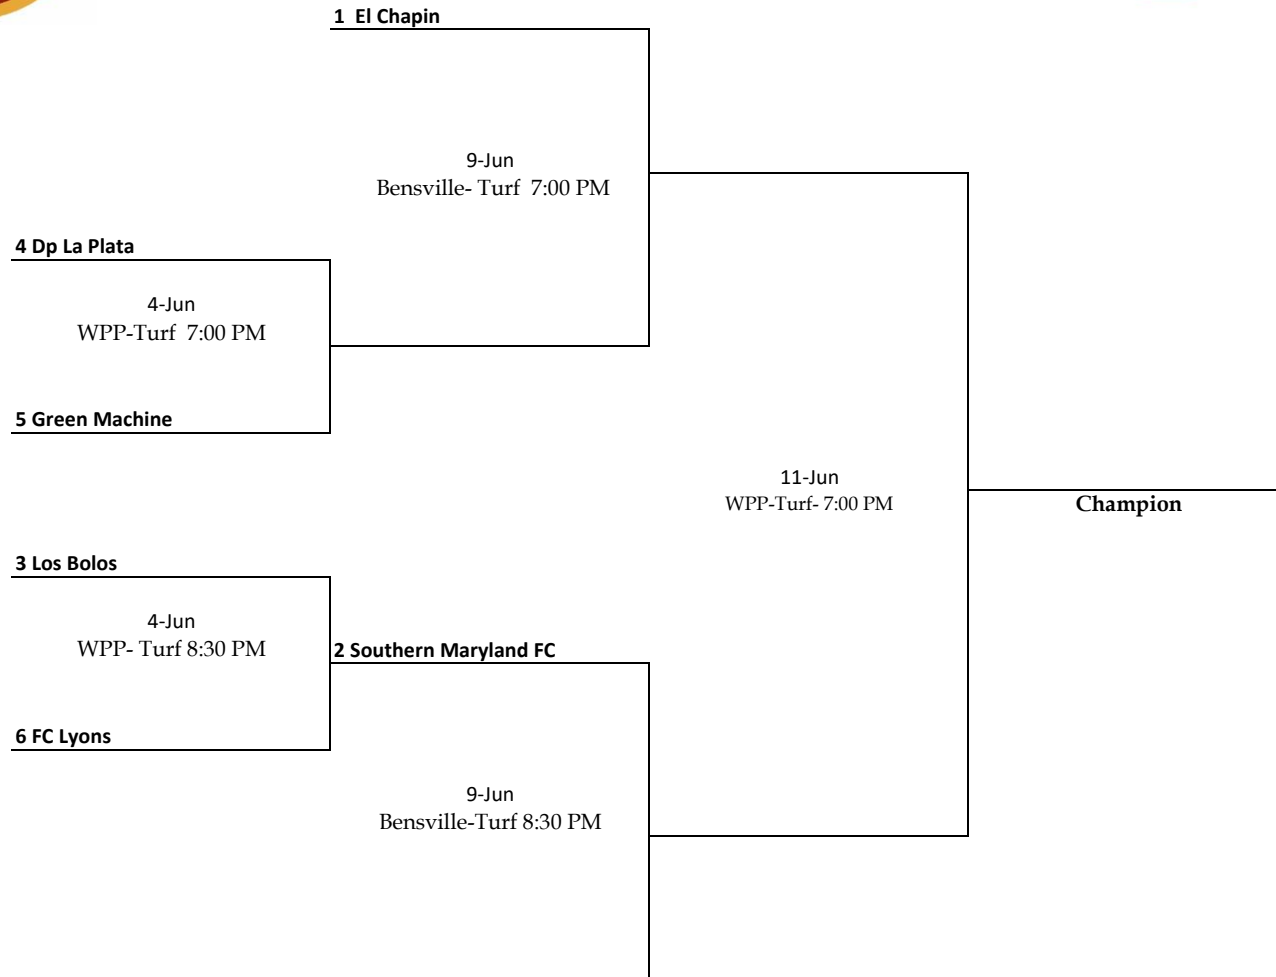 1  El Chapin
9-Jun
Bensville- Turf  7:00 PM
4 Dp La Plata
4-Jun
WPP-Turf  7:00 PM
5 Green Machine
11-Jun
WPP-Turf- 7:00 PM
Champion
3 Los Bolos
4-Jun
WPP- Turf 8:30 PM
2 Southern Maryland FC
6 FC Lyons
9-Jun
Bensville-Turf 8:30 PM